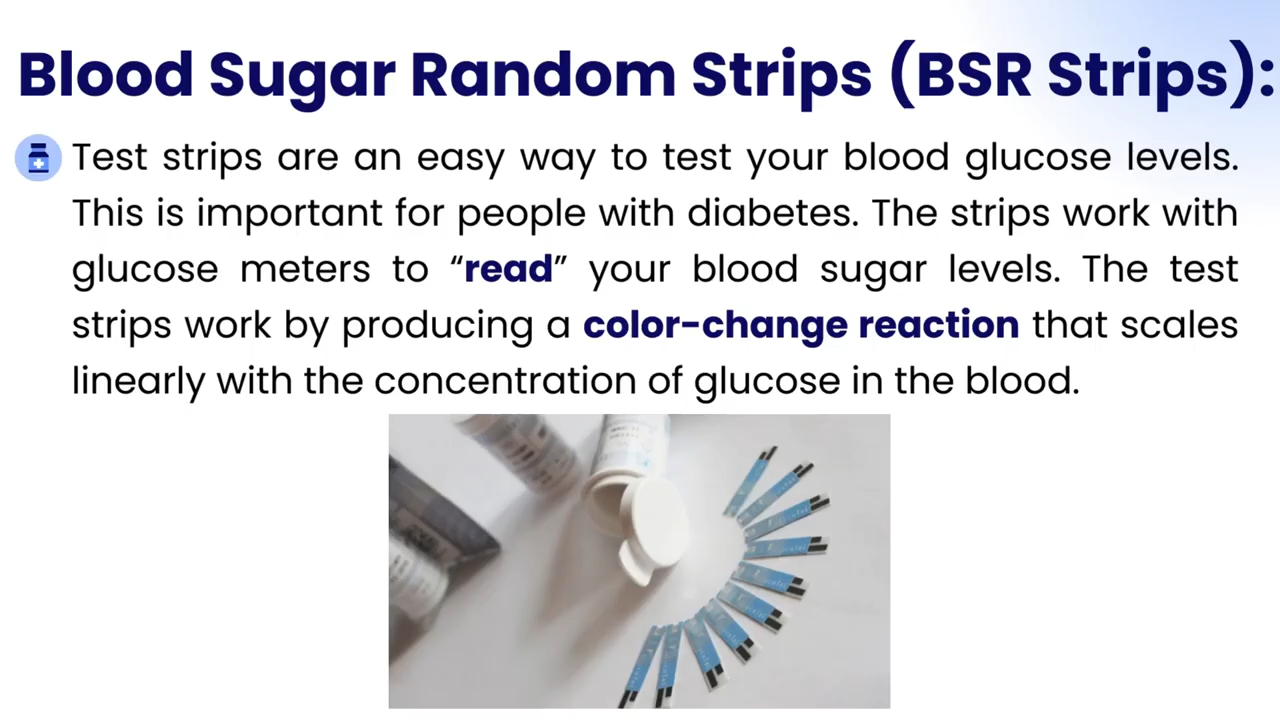 Blood Sugar Random Strips (BSR Strips):
Test strips are an easy way to test your blood glucose levels.
This is important for people with diabetes. The strips work with
glucose meters to “read” your blood sugar levels. The test
strips work by producing a color-change reaction that scales
linearly with the concentration of glucose in the blood.